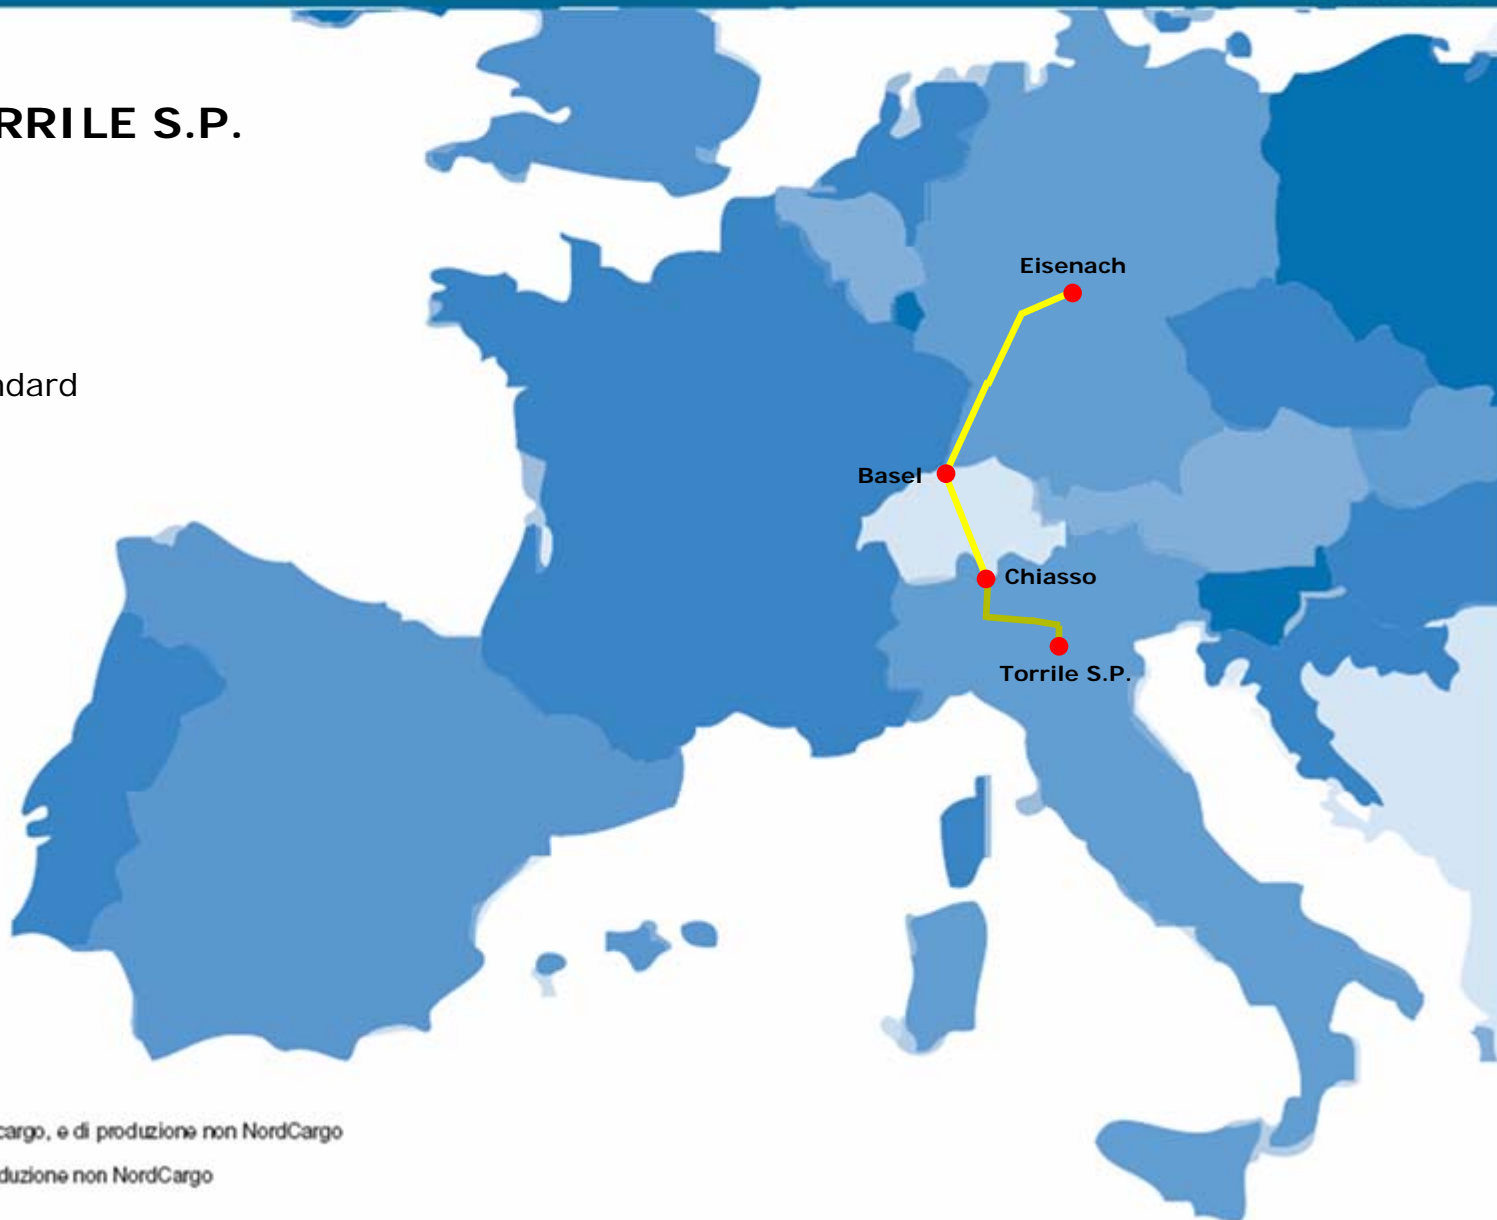 RRILE S.P.
Eisenach
ndard
Basel
Chiasso
Torrile S.P.
cargo, e di produzione non NordCargo
duzione non NordCargo